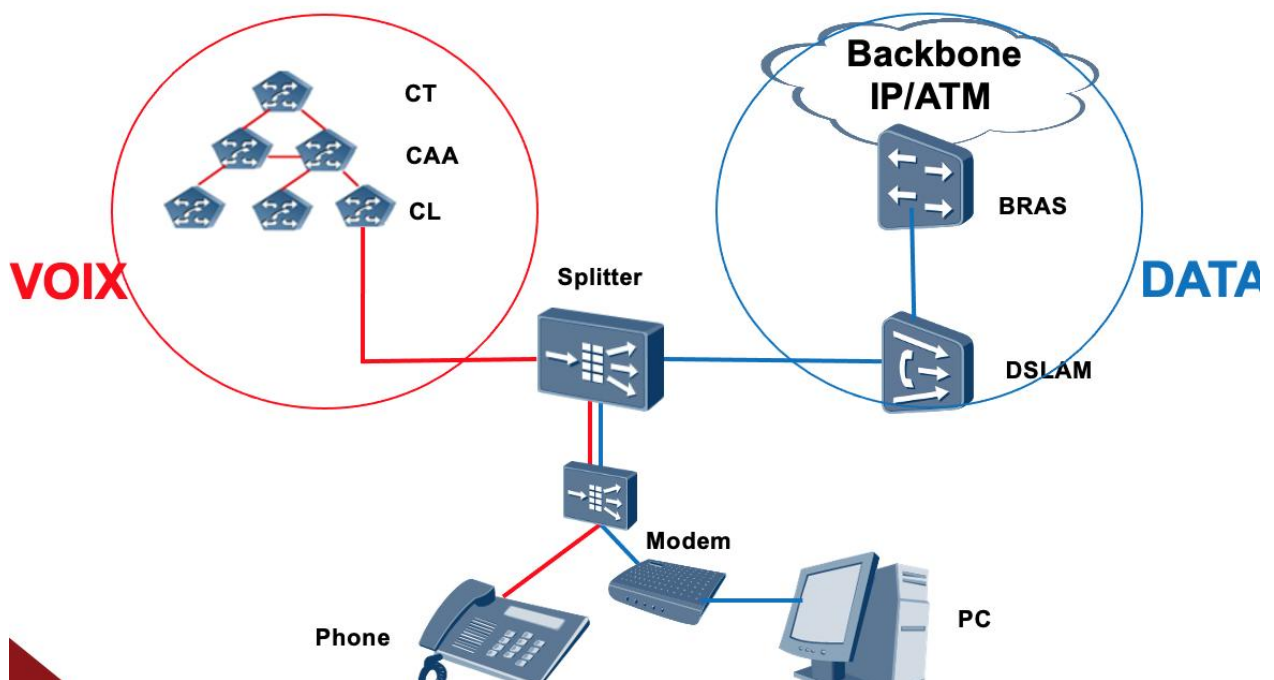 Backbone
IP/ATM
CT
CAA
CL
BRAS
VOIX
Splitter
DATA
DSLAM
Modem
Phone
PC